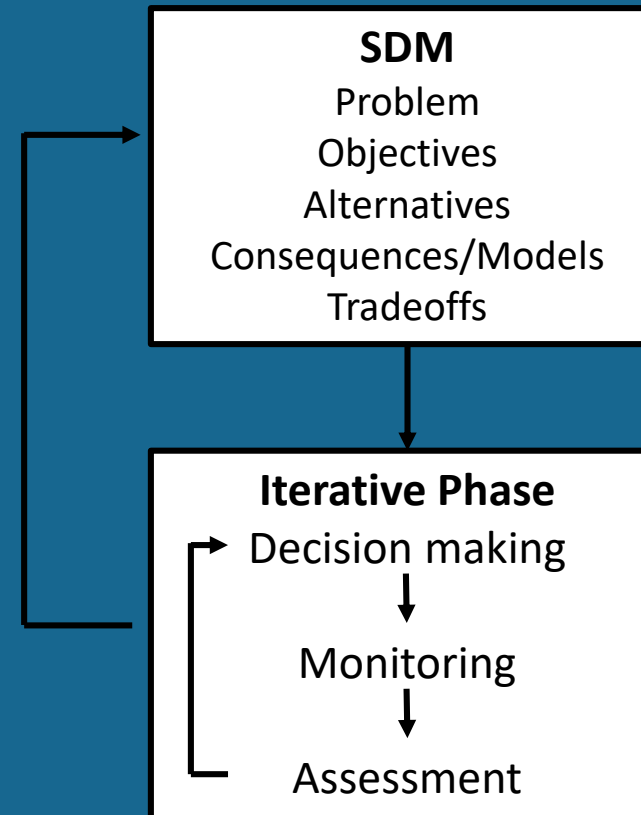 SDM
Problem
Objectives
Alternatives
Consequences/Models
Tradeoffs
Iterative Phase
Decision making
Monitoring
Assessment